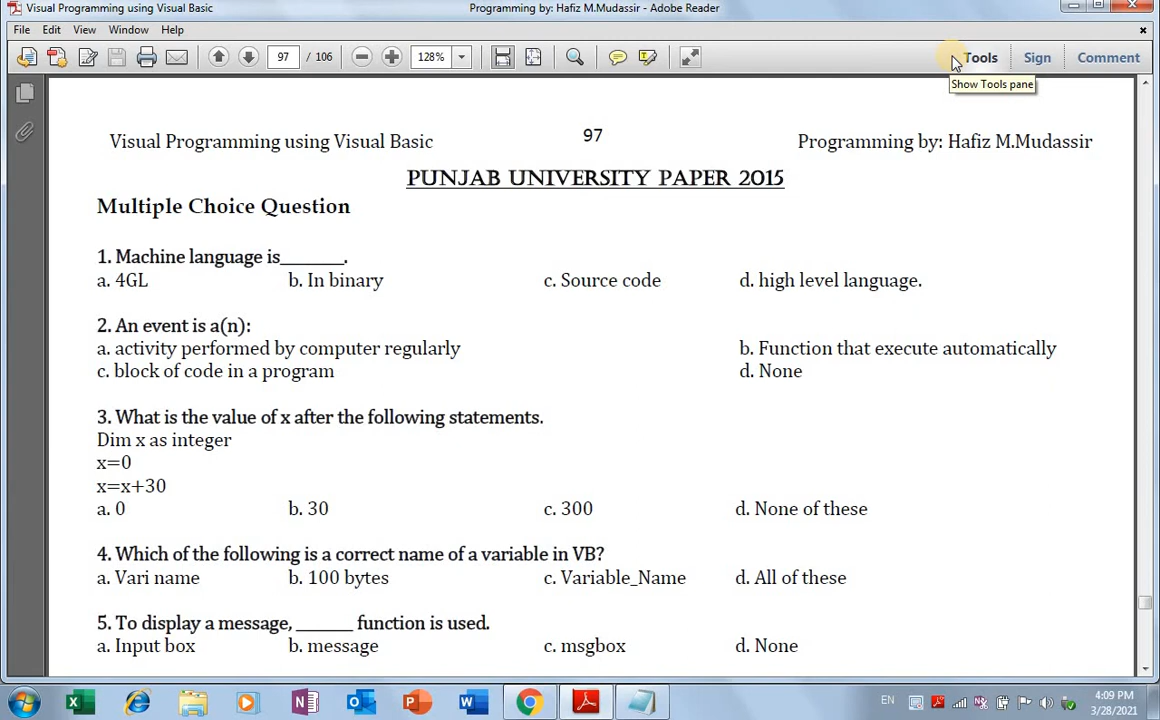 Visual Programming using Visual Basic Programming by: Hafiz M.Mudassir - Adobe Reader
File Edit View Window Help
97 / 106 128% Tools Sign Comment
Show Tools pane
Visual Programming using Visual Basic 97 Programming by: Hafiz M.Mudassir
PUNJAB UNIVERSITY PAPER 2015
Multiple Choice Question
1. Machine language is_______.
a. 4GL b. In binary c. Source code d. high level language.
2. An event is a(n):
a. activity performed by computer regularly b. Function that execute automatically
c. block of code in a program d. None
3. What is the value of x after the following statements.
Dim x as integer
x=0
x=x+30
a. 0 b. 30 c. 300 d. None of these
4. Which of the following is a correct name of a variable in VB?
a. Vari name b. 100 bytes c. Variable_Name d. All of these
5. To display a message, ______ function is used.
a. Input box b. message c. msgbox d. None
EN 4:09 PM
3/28/2021